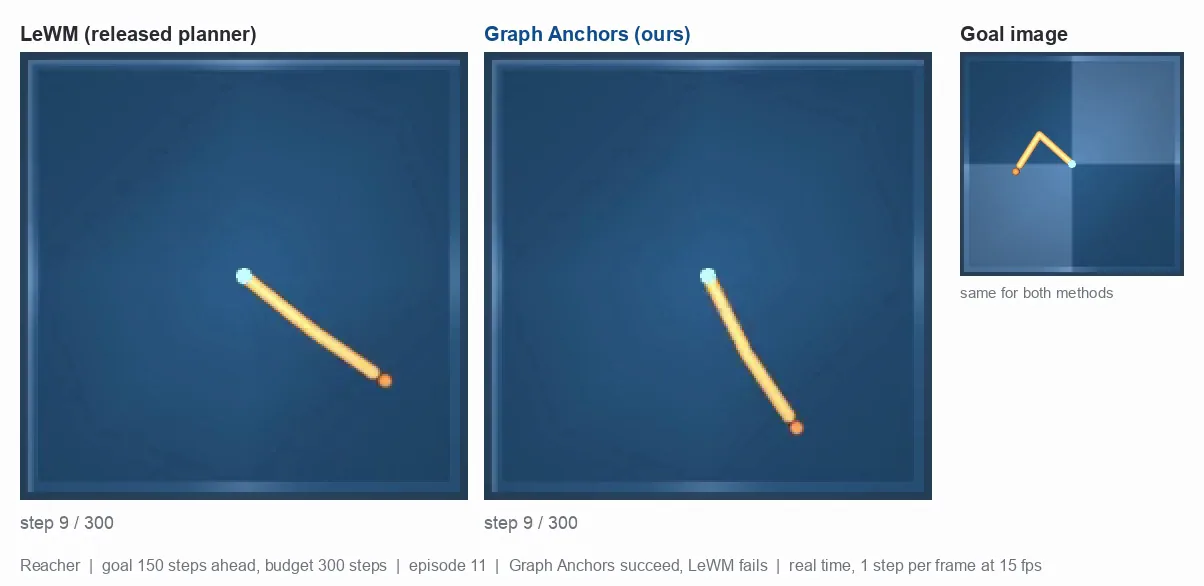 LeWM (released planner)
Graph Anchors (ours)
Goal image
same for both methods
step 9 / 300
step 9 / 300
Reacher | goal 150 steps ahead, budget 300 steps | episode 11 | Graph Anchors succeed, LeWM fails | real time, 1 step per frame at 15 fps